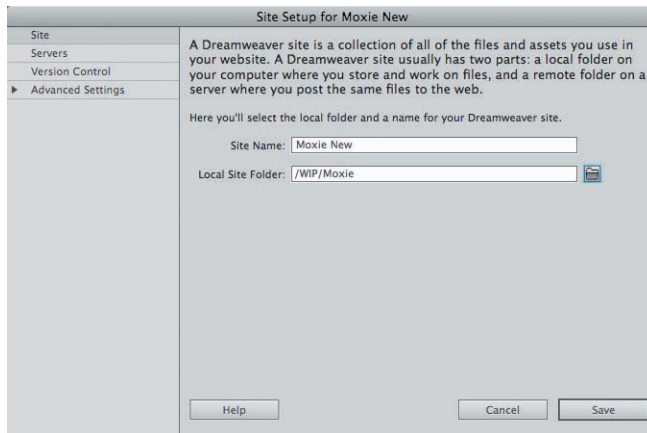 Site Setup for Moxie New
Site
Servers
Version Control
Advanced Settings
A Dreamweaver site is a collection of all of the files and assets you use in
your website. A Dreamweaver site usually has two parts: a local folder on
your computer where you store and work on files, and a remote folder on a
server where you post the same files to the web.
Here you'll select the local folder and a name for your Dreamweaver site.
Site Name: Moxie New
Local Site Folder: /WIP/Moxie
Help Cancel Save